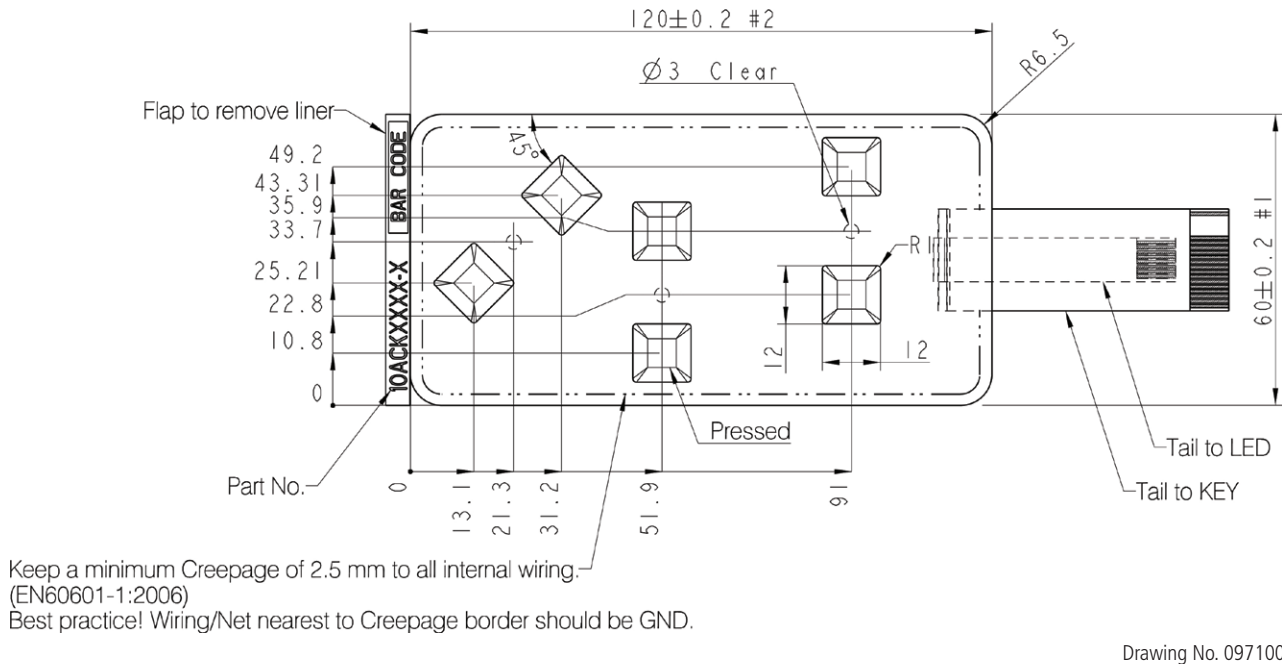 120±0.2 #2
Ø3 Clear
R6.5
Flap to remove liner
BAR CODE
45°
49.2
43.31
35.9
33.7
25.21
22.8
10.8
0
R1
60±0.2 #1
10ACKXXXX-X
12
12
Pressed
Tail to LED
Tail to KEY
Part No.
0
13.1
21.3
31.2
51.9
91
Keep a minimum Creepage of 2.5 mm to all internal wiring.
(EN60601-1:2006)
Best practice! Wiring/Net nearest to Creepage border should be GND.
Drawing No. 097100